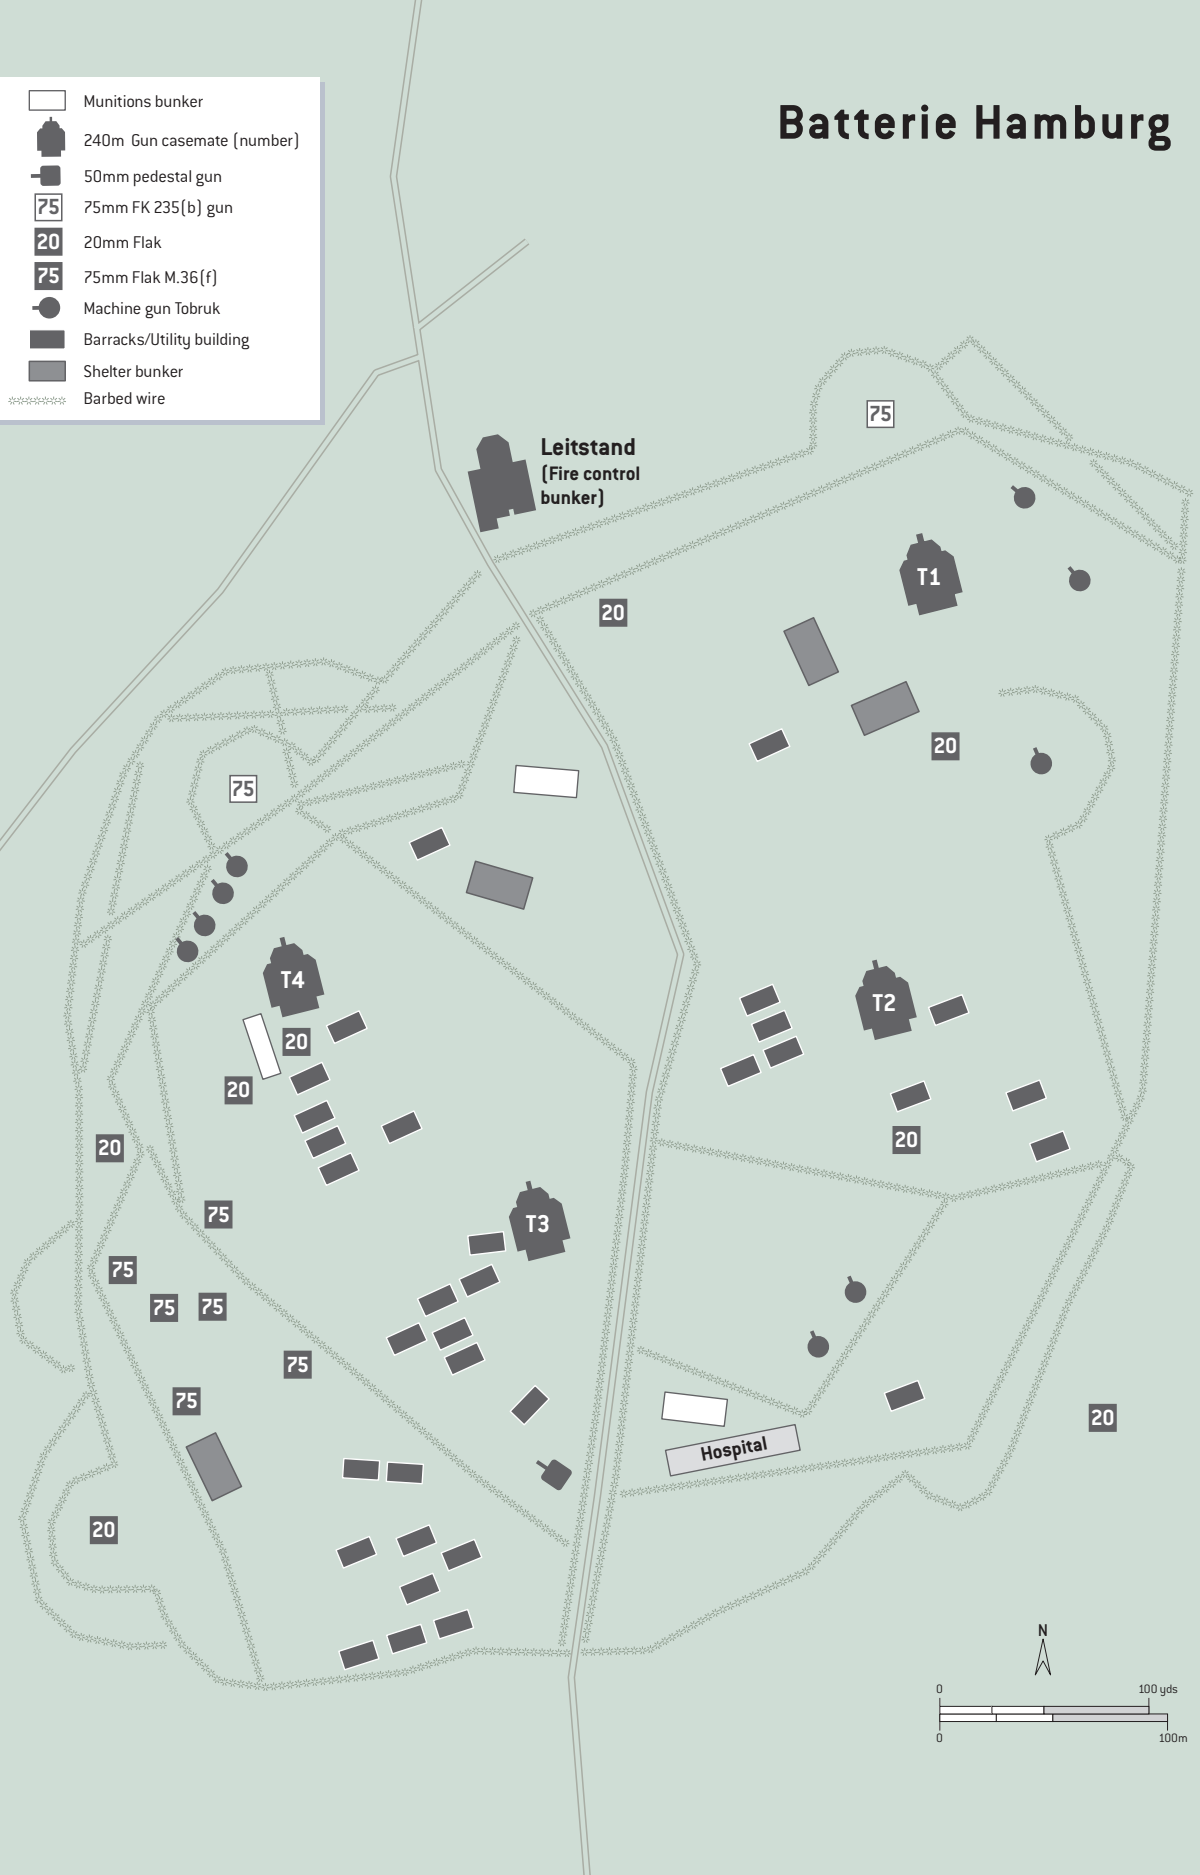 Batterie Hamburg
Munitions bunker
240m Gun casemate (number)
50mm pedestal gun
75 75mm FK 235(b) gun
20 20mm Flak
75 75mm Flak M.36(f)
Machine gun Tobruk
Barracks/Utility building
Shelter bunker
Barbed wire
75
Leitstand
(Fire control
bunker)
T1
20
20
75
T4
T2
20
20
20
20
75
T3
75
75
75
75
75
20
Hospital
20
N
0 100 yds
0 100m